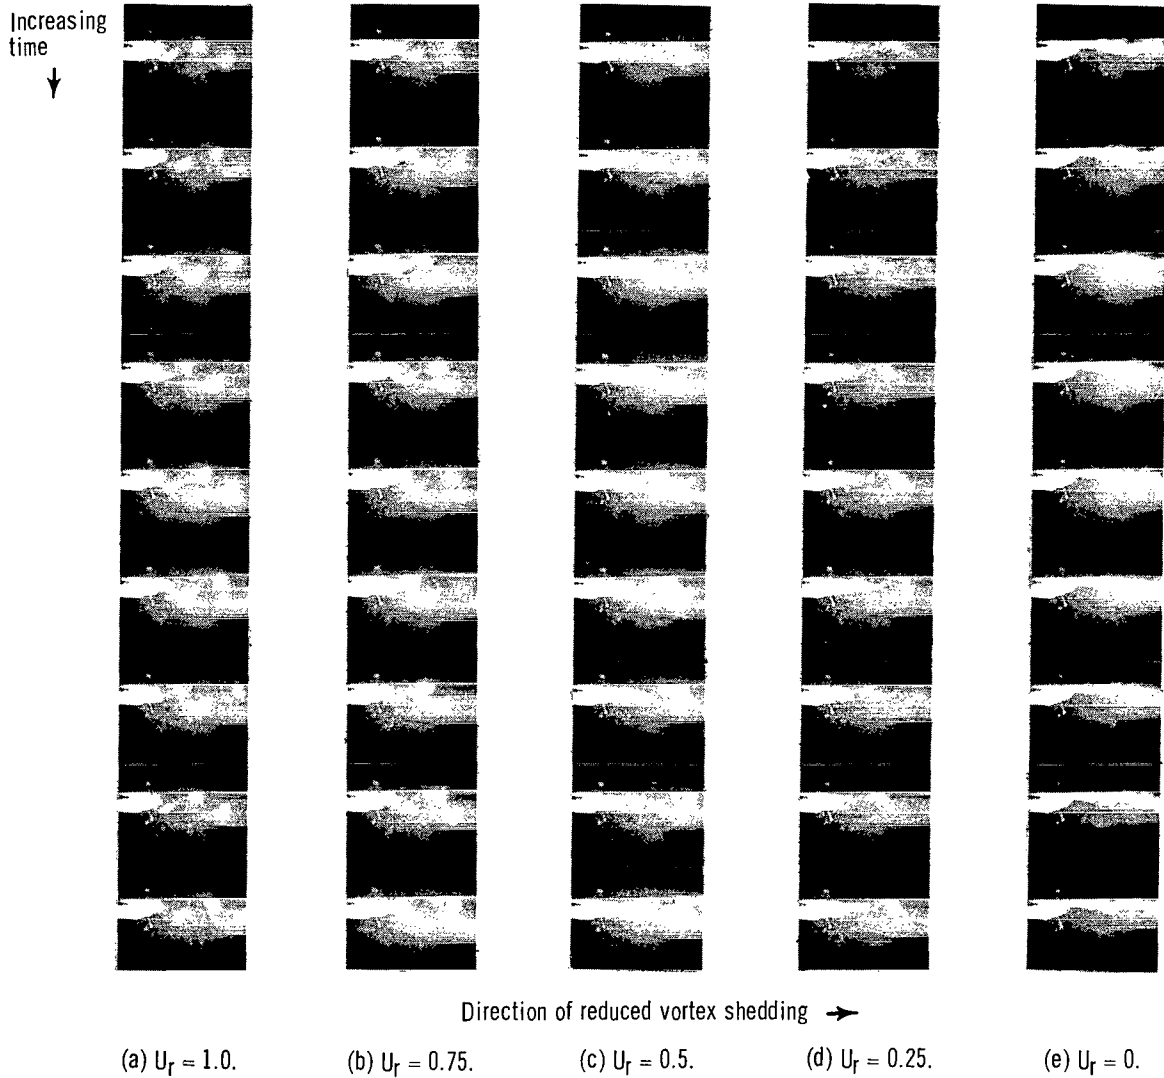 Increasing
time
Direction of reduced vortex shedding
(a) Ur = 1.0.
(b) Ur = 0.75.
(c) Ur = 0.5.
(d) Ur = 0.25.
(e) Ur = 0.